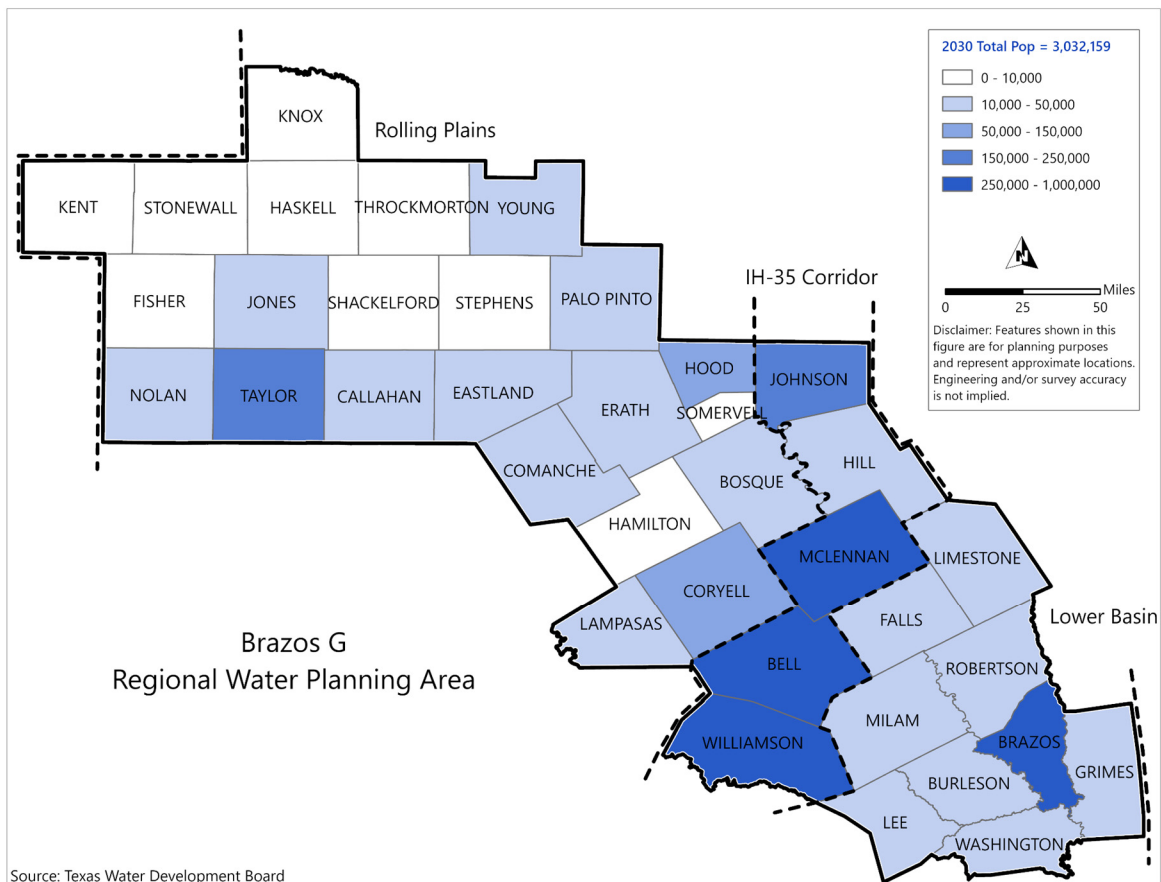 2030 Total Pop = 3,032,159
0 - 10,000
10,000 - 50,000
50,000 - 150,000
150,000 - 250,000
250,000 - 1,000,000
N
Miles
0 25 50
Disclaimer: Features shown in this
figure are for planning purposes
and represent approximate locations.
Engineering and/or survey accuracy
is not implied.
KNOX
Rolling Plains
KENT
STONEWALL
HASKELL
THROCKMORTON
YOUNG
IH-35 Corridor
FISHER
JONES
SHACKELFORD
STEPHENS
PALO PINTO
HOOD
JOHNSON
NOLAN
TAYLOR
CALLAHAN
EASTLAND
ERATH
SOMERVELL
COMANCHE
BOSQUE
HILL
HAMILTON
MCLENNAN
LIMESTONE
CORYELL
LAMPASAS
FALLS
Lower Basin
Brazos G
Regional Water Planning Area
BELL
ROBERTSON
MILAM
WILLIAMSON
BRAZOS
GRIMES
BURLESON
LEE
WASHINGTON
Source: Texas Water Development Board